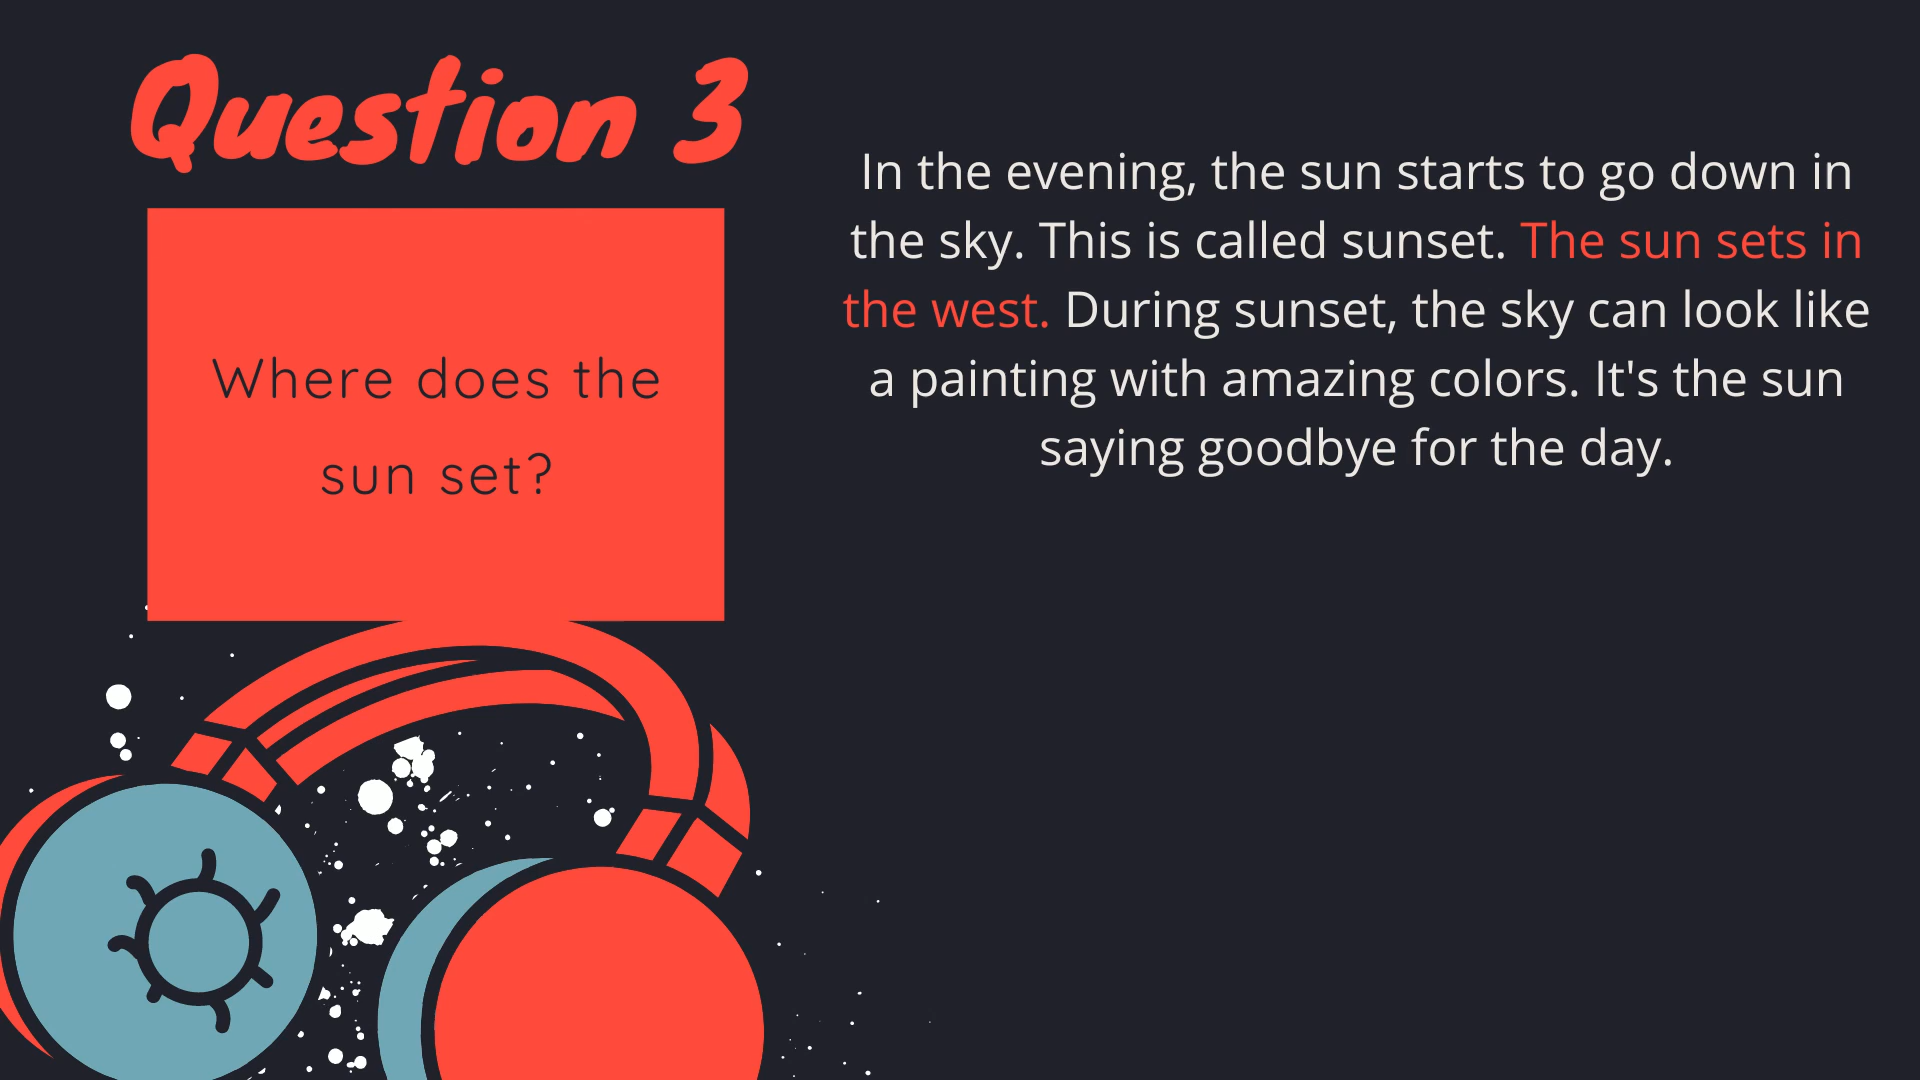 Question 3
Where does the
sun set?
In the evening, the sun starts to go down in
the sky. This is called sunset. The sun sets in
the west. During sunset, the sky can look like
a painting with amazing colors. It's the sun
saying goodbye for the day.